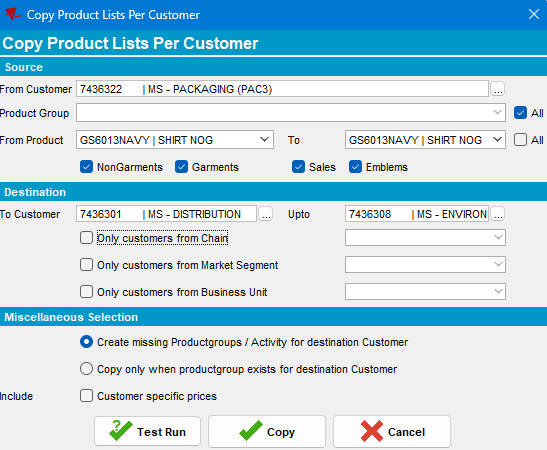 Copy Product Lists Per Customer
Copy Product Lists Per Customer
Source
From Customer 7436322 | MS - PACKAGING (PAC3) ...
Product Group All
From Product GS6013NAVY | SHIRT NOG To GS6013NAVY | SHIRT NOG All
NonGarments Garments Sales Emblems
Destination
To Customer 7436301 | MS - DISTRIBUTION ... Upto 7436308 | MS - ENVIRON ...
Only customers from Chain
Only customers from Market Segment
Only customers from Business Unit
Miscellaneous Selection
Create missing Productgroups / Activity for destination Customer
Copy only when productgroup exists for destination Customer
Include Customer specific prices
Test Run Copy Cancel